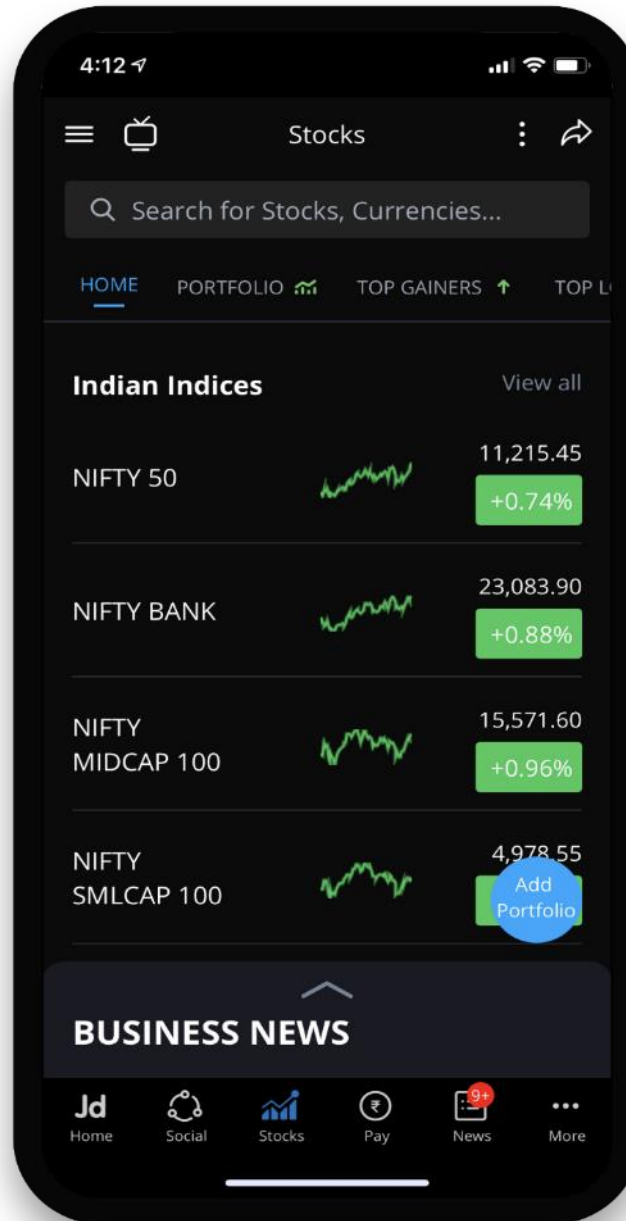 4:12
Stocks
Search for Stocks, Currencies...
HOME PORTFOLIO TOP GAINERS TOP
Indian Indices View all
NIFTY 50
11,215.45
+0.74%
NIFTY BANK
23,083.90
+0.88%
NIFTY
MIDCAP 100
15,571.60
+0.96%
NIFTY
SMLCAP 100
4,978.55
Add
Portfolio
BUSINESS NEWS
9+
Jd
Home Social Stocks Pay News More